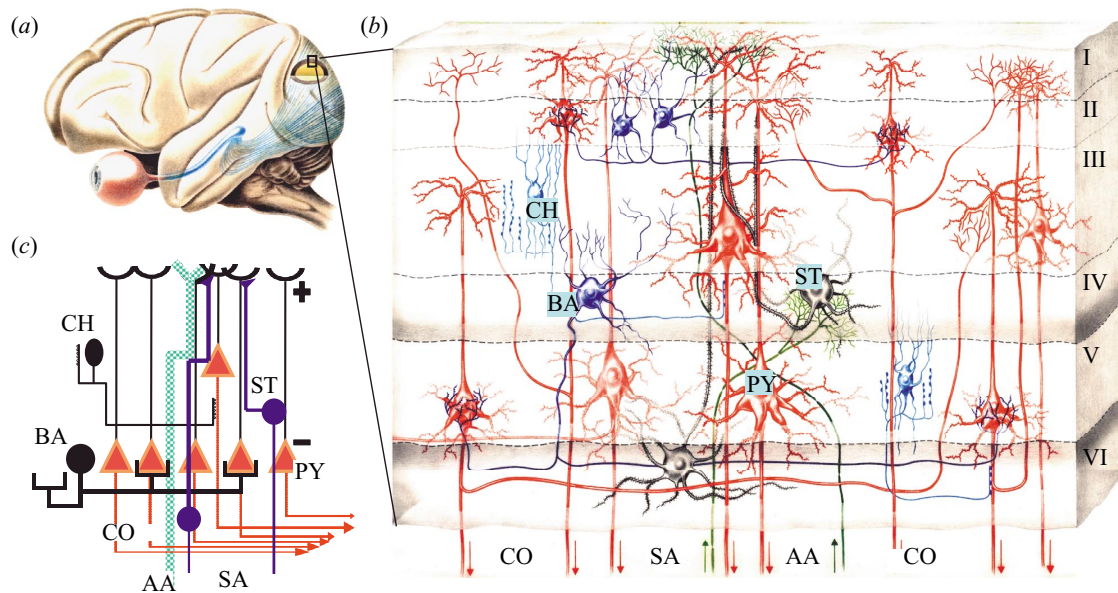 (a)
(b)
I
II
III
CH
ST
IV
BA
V
PY
VI
CO SA AA CO
(c)
+
CH
ST
BA
–
PY
CO
AA SA